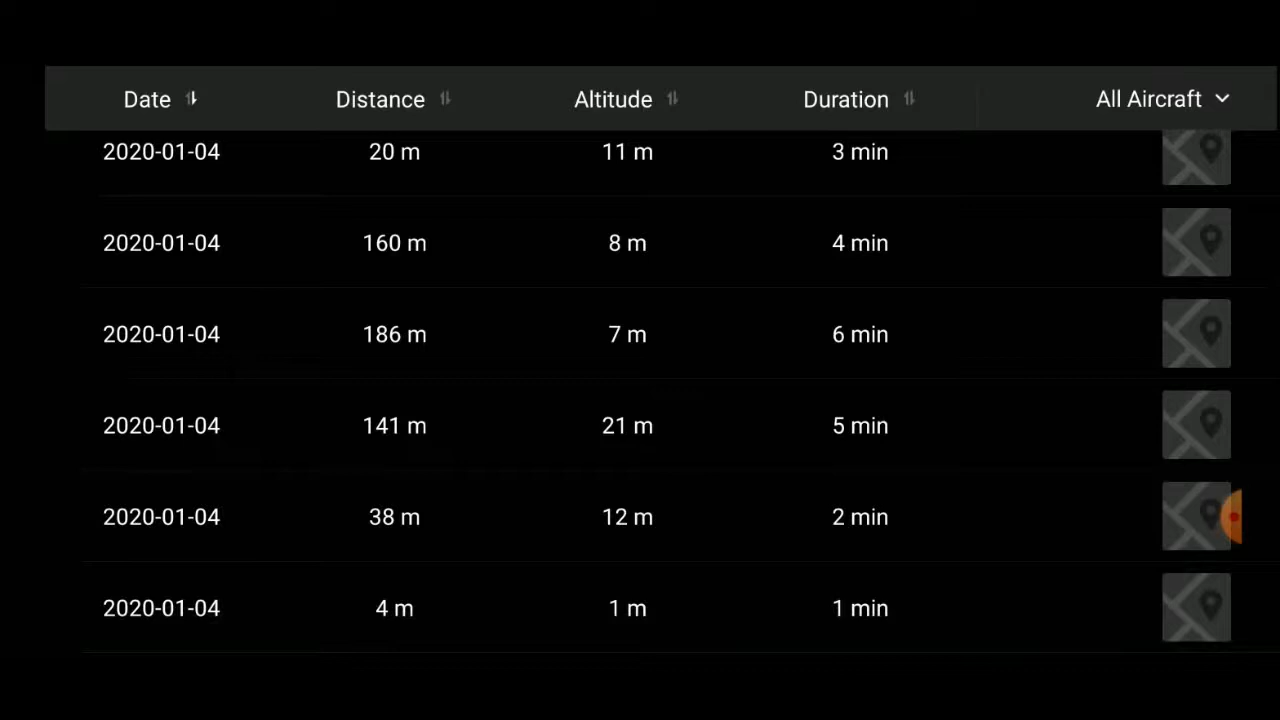 Date Distance Altitude Duration All Aircraft
2020-01-04 20 m 11 m 3 min
2020-01-04 160 m 8 m 4 min
2020-01-04 186 m 7 m 6 min
2020-01-04 141 m 21 m 5 min
2020-01-04 38 m 12 m 2 min
2020-01-04 4 m 1 m 1 min